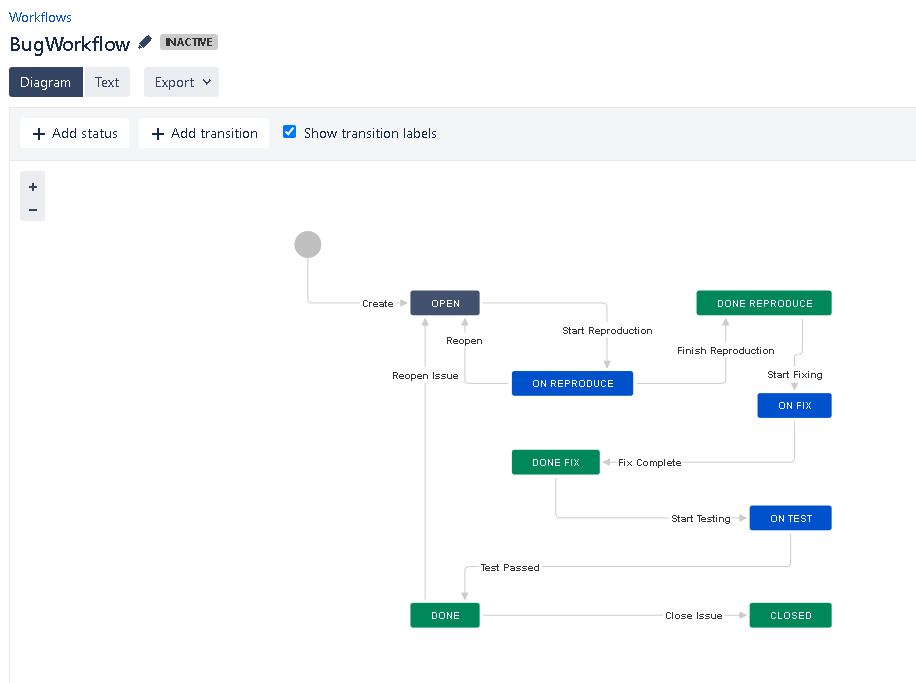 Workflows
BugWorkflow INACTIVE
Diagram Text Export
+ Add status + Add transition Show transition labels
+
−
Create OPEN DONE REPRODUCE
Start Reproduction
Reopen
Finish Reproduction
Reopen Issue Start Fixing
ON REPRODUCE
ON FIX
DONE FIX Fix Complete
Start Testing ON TEST
Test Passed
DONE Close Issue CLOSED